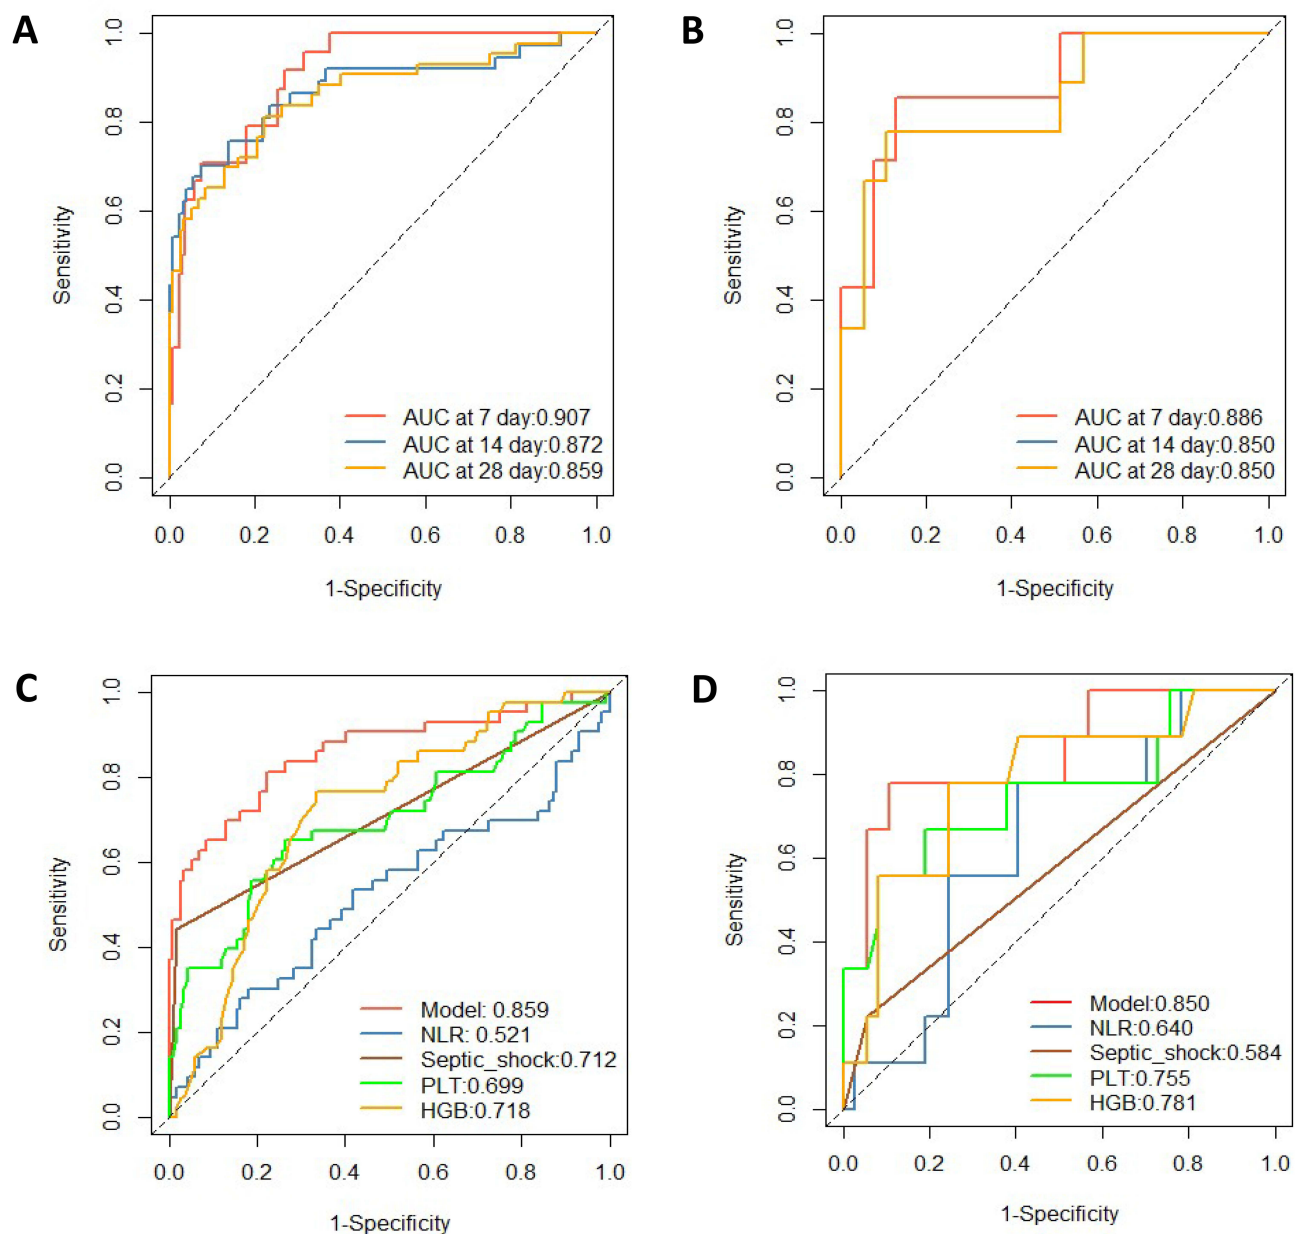 A
Sensitivity
1.0
0.8
0.6
0.4
0.2
0.0
AUC at 7 day:0.907
AUC at 14 day:0.872
AUC at 28 day:0.859
0.0 0.2 0.4 0.6 0.8 1.0
1-Specificity
B
Sensitivity
1.0
0.8
0.6
0.4
0.2
0.0
AUC at 7 day:0.886
AUC at 14 day:0.850
AUC at 28 day:0.850
0.0 0.2 0.4 0.6 0.8 1.0
1-Specificity
C
Sensitivity
1.0
0.8
0.6
0.4
0.2
0.0
Model: 0.859
NLR: 0.521
Septic_shock:0.712
PLT:0.699
HGB:0.718
0.0 0.2 0.4 0.6 0.8 1.0
1-Specificity
D
Sensitivity
1.0
0.8
0.6
0.4
0.2
0.0
Model:0.850
NLR:0.640
Septic_shock:0.584
PLT:0.755
HGB:0.781
0.0 0.2 0.4 0.6 0.8 1.0
1-Specificity